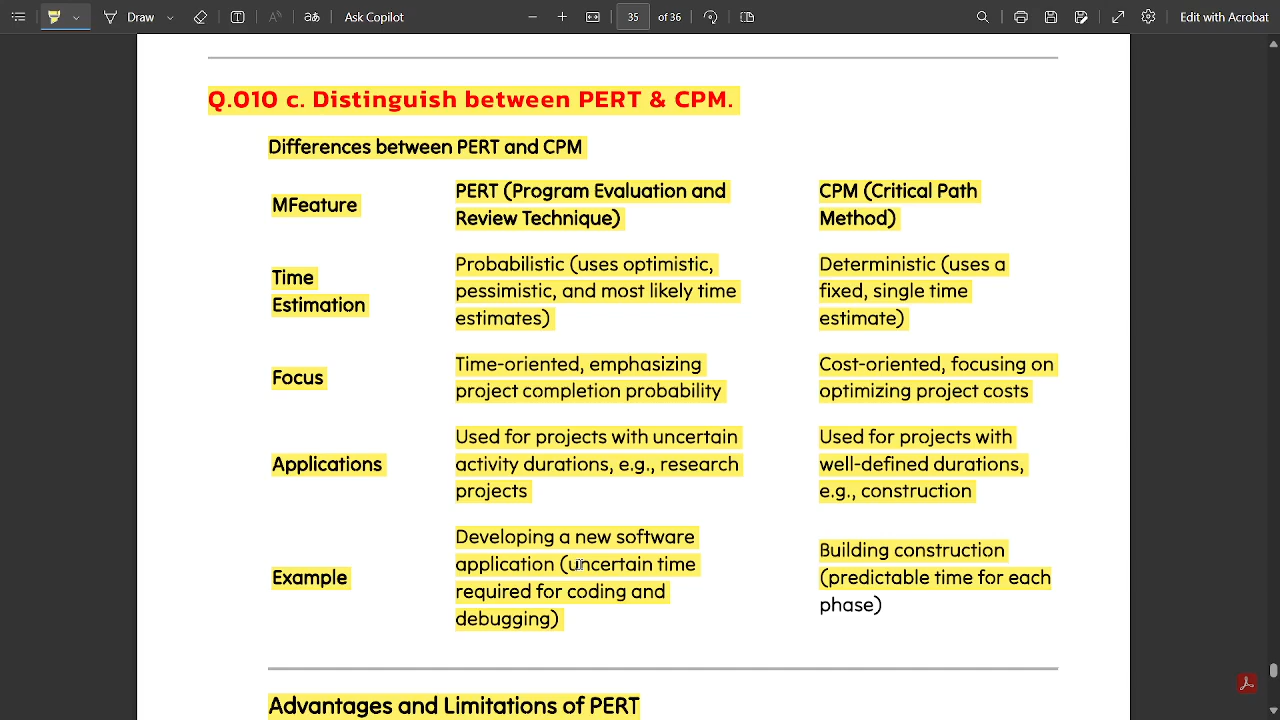 Draw
Ask Copilot
35
of 36
Edit with Acrobat
Q.010 c. Distinguish between PERT & CPM.
Differences between PERT and CPM
MFeature
PERT (Program Evaluation and
Review Technique)
CPM (Critical Path
Method)
Time
Estimation
Probabilistic (uses optimistic,
pessimistic, and most likely time
estimates)
Deterministic (uses a
fixed, single time
estimate)
Focus
Time-oriented, emphasizing
project completion probability
Cost-oriented, focusing on
optimizing project costs
Applications
Used for projects with uncertain
activity durations, e.g., research
projects
Used for projects with
well-defined durations,
e.g., construction
Example
Developing a new software
application (uncertain time
required for coding and
debugging)
Building construction
(predictable time for each
phase)
Advantages and Limitations of PERT